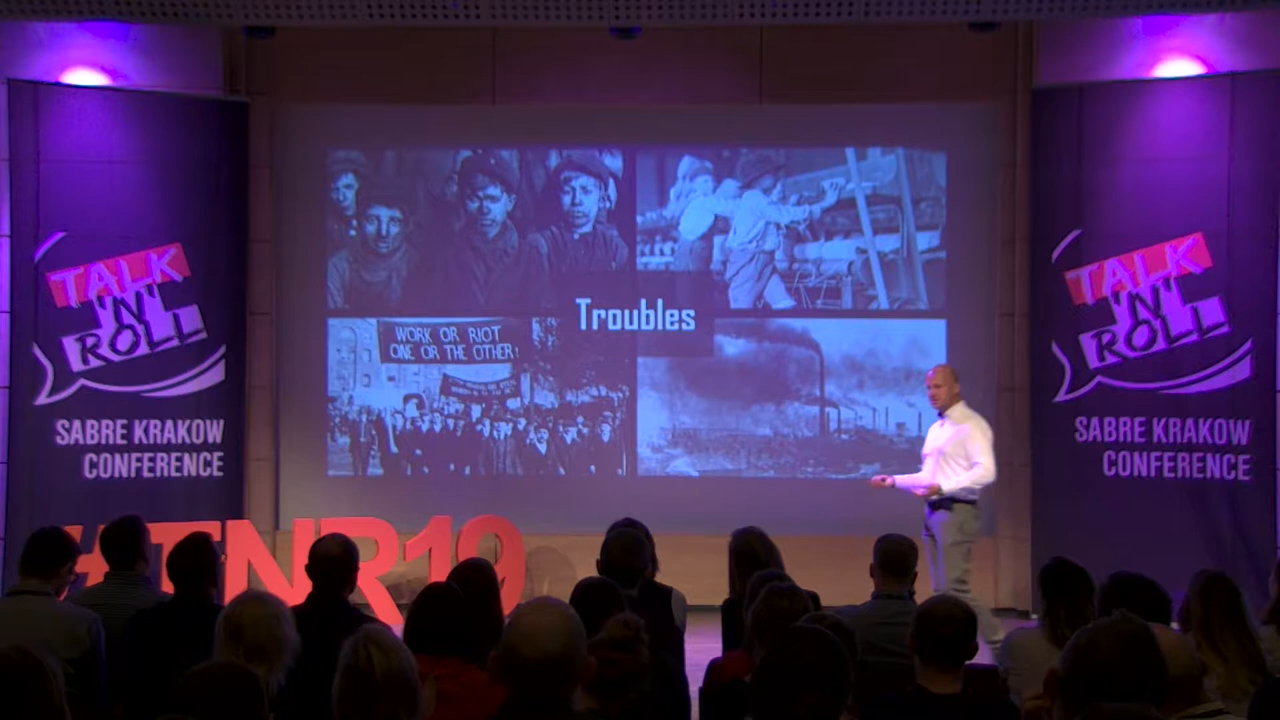 TALK
'N'
ROLL
SABRE KRAKOW
CONFERENCE
WORK OR RIOT
ONE OR THE OTHER!
Troubles
#TNR19
TALK
'N'
ROLL
SABRE KRAKOW
CONFERENCE